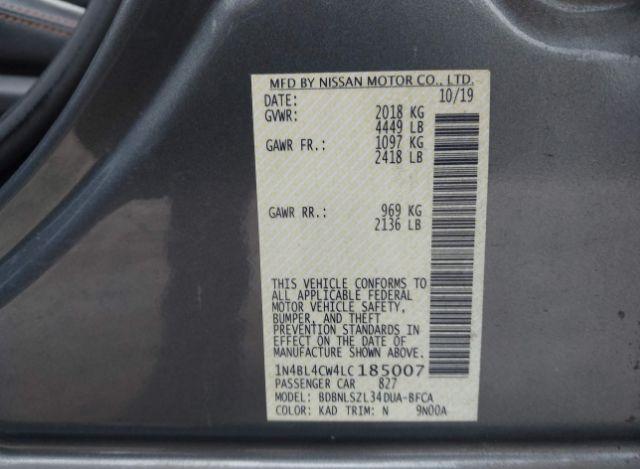 MFD BY NISSAN MOTOR CO., LTD.
DATE: 10/19
GVWR: 2018 KG
4449 LB
GAWR FR.: 1097 KG
2418 LB
GAWR RR.: 969 KG
2136 LB
THIS VEHICLE CONFORMS TO
ALL APPLICABLE FEDERAL
MOTOR VEHICLE SAFETY,
BUMPER, AND THEFT
PREVENTION STANDARDS IN
EFFECT ON THE DATE OF
MANUFACTURE SHOWN ABOVE.
1N4BL4CW4LC185007
PASSENGER CAR 827
MODEL: BDBNLSZL34DUA-BFCA
COLOR: KAD TRIM: N 9N00A